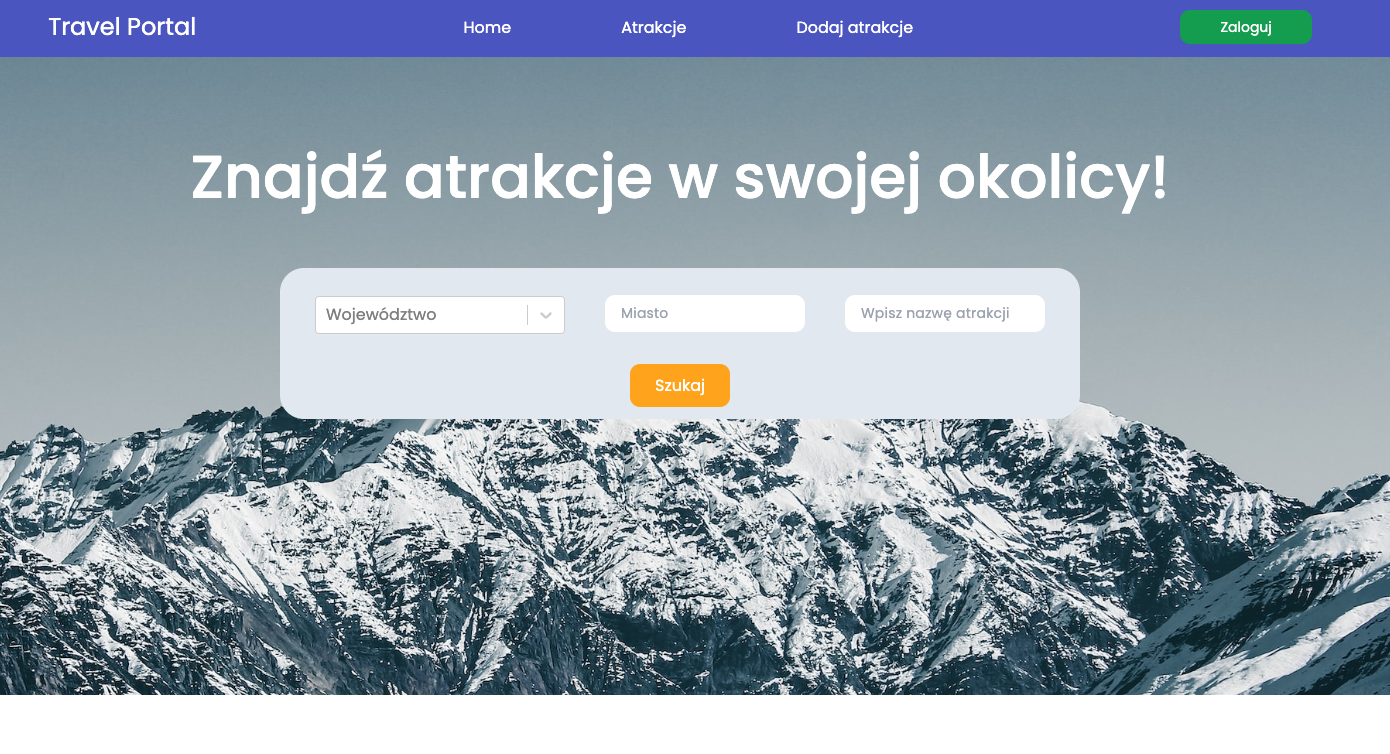 Travel Portal
Home
Atrakcje
Dodaj atrakcje
Zaloguj
Znajdź atrakcje w swojej okolicy!
Województwo
Miasto
Wpisz nazwę atrakcji
Szukaj